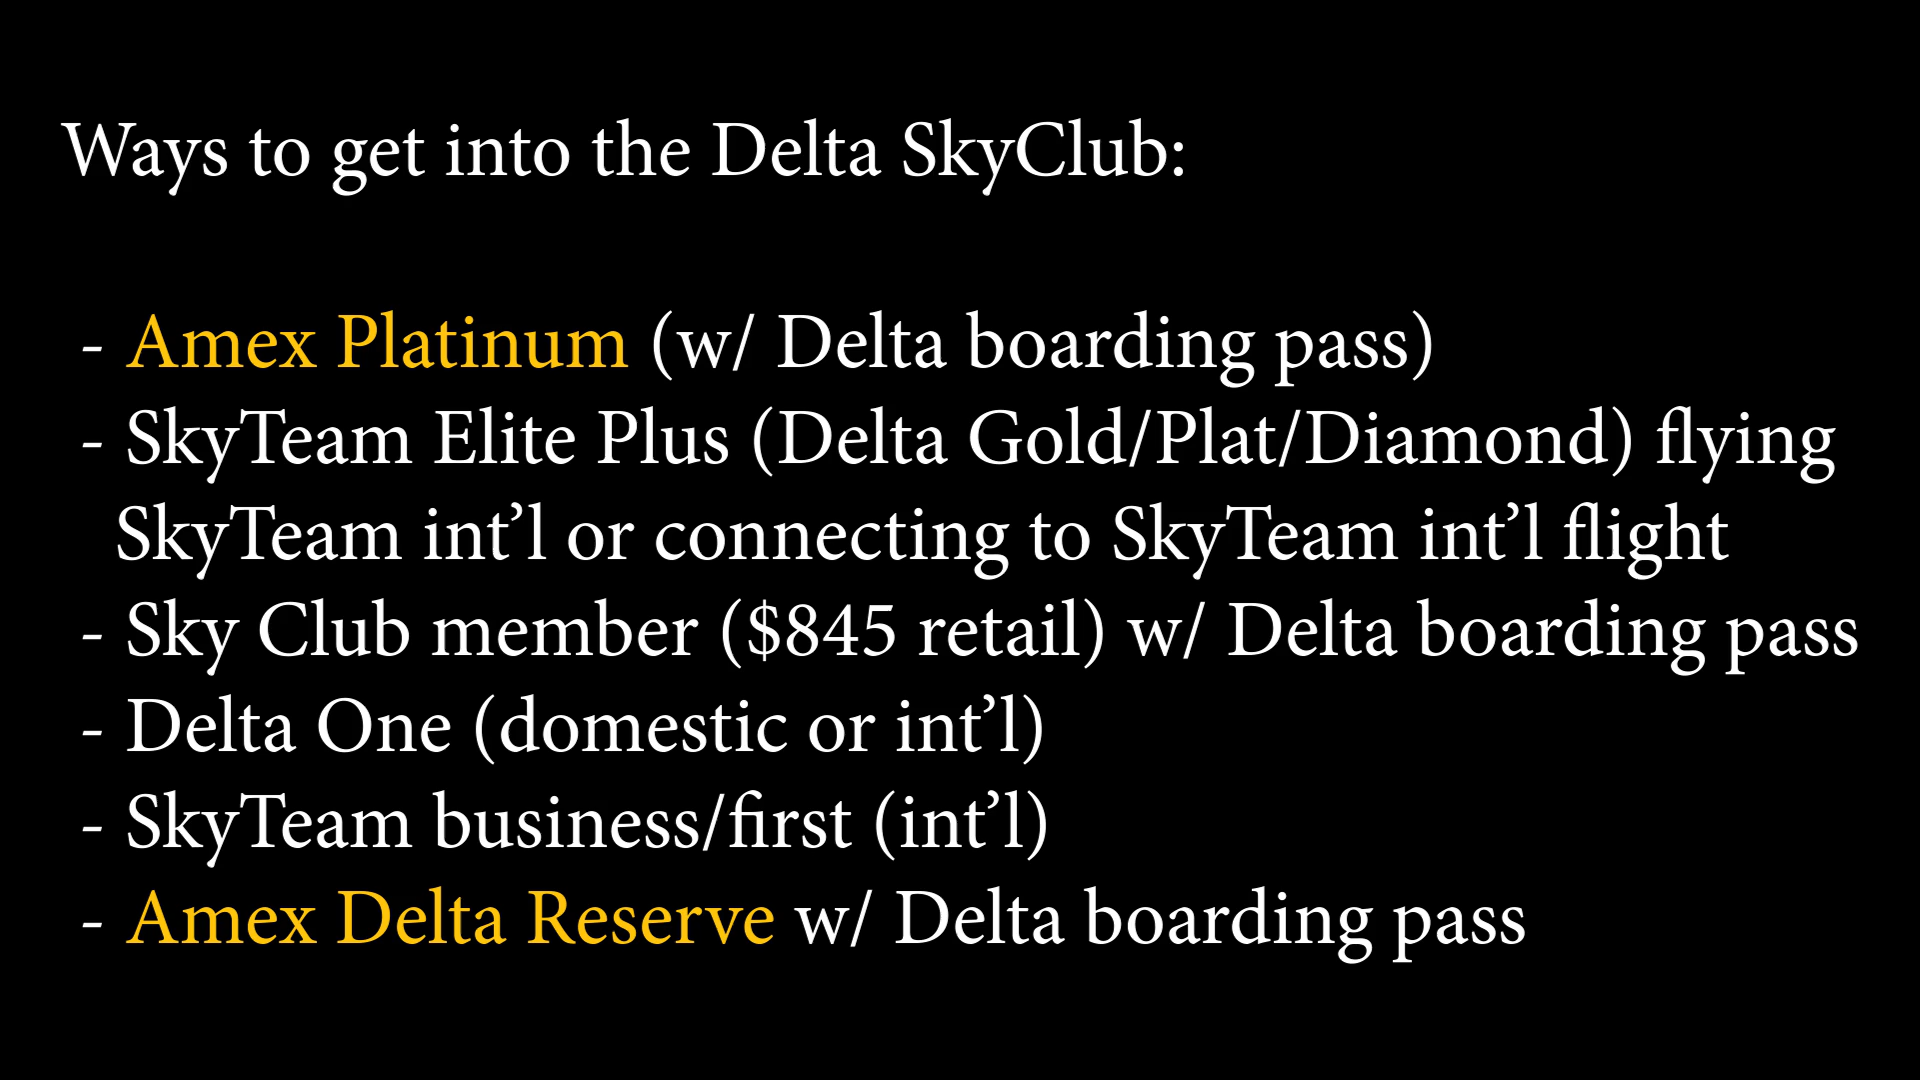 Ways to get into the Delta SkyClub:
- Amex Platinum (w/ Delta boarding pass)
- SkyTeam Elite Plus (Delta Gold/Plat/Diamond) flying
SkyTeam int’l or connecting to SkyTeam int’l flight
- Sky Club member ($845 retail) w/ Delta boarding pass
- Delta One (domestic or int’l)
- SkyTeam business/first (int’l)
- Amex Delta Reserve w/ Delta boarding pass